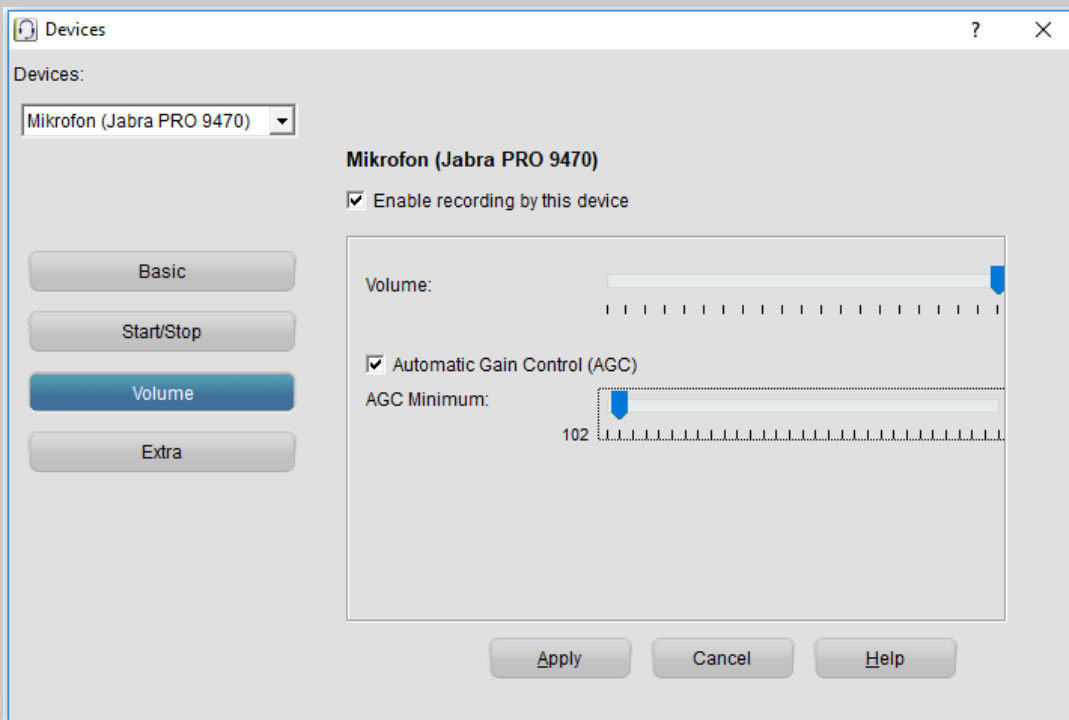 Devices
?
Devices:
Mikrofon (Jabra PRO 9470)
Mikrofon (Jabra PRO 9470)
Enable recording by this device
Basic
Start/Stop
Volume
Extra
Volume:
Automatic Gain Control (AGC)
AGC Minimum:
102
Apply
Cancel
Help